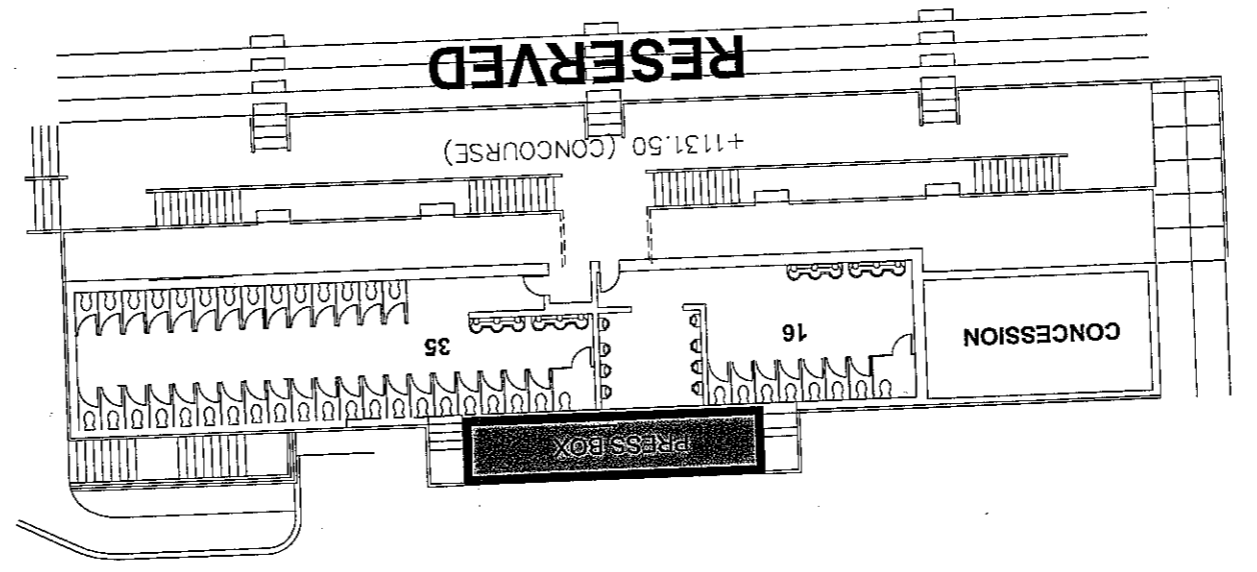 PRESS BOX
CONCESSION
16
35
+1131.50 (CONCOURSE)
RESERVED